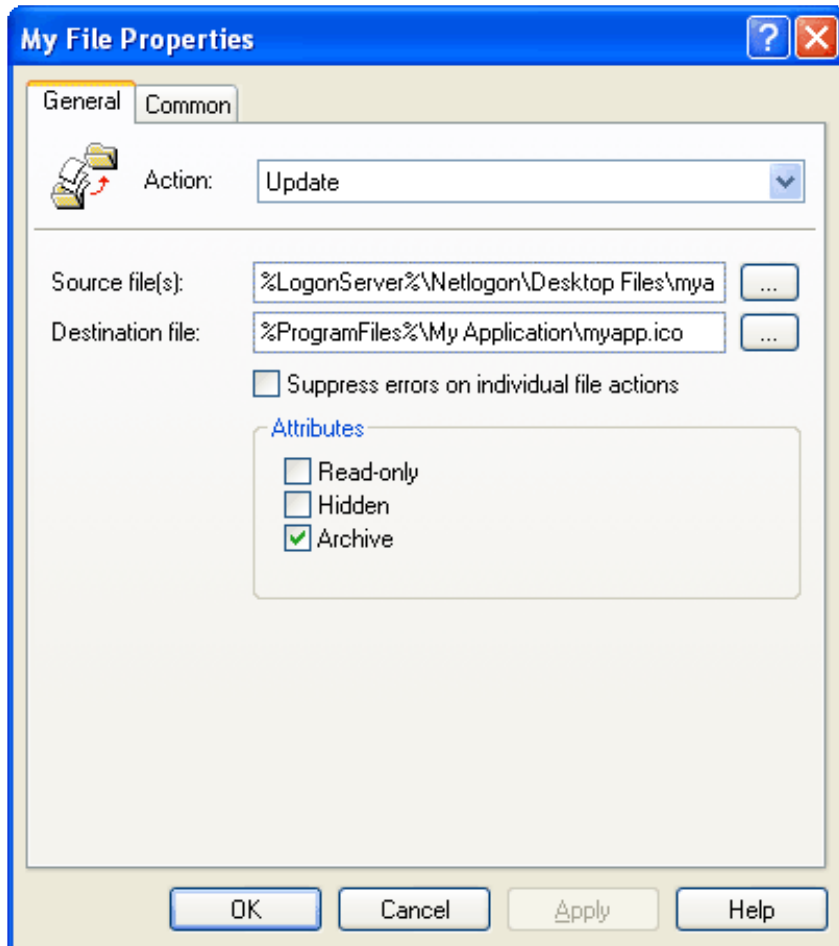 My File Properties
General Common
Action: Update
Source file(s): %LogonServer%\Netlogon\Desktop Files\mya ...
Destination file: %ProgramFiles%\My Application\myapp.ico ...
Suppress errors on individual file actions
Attributes
Read-only
Hidden
Archive
OK Cancel Apply Help